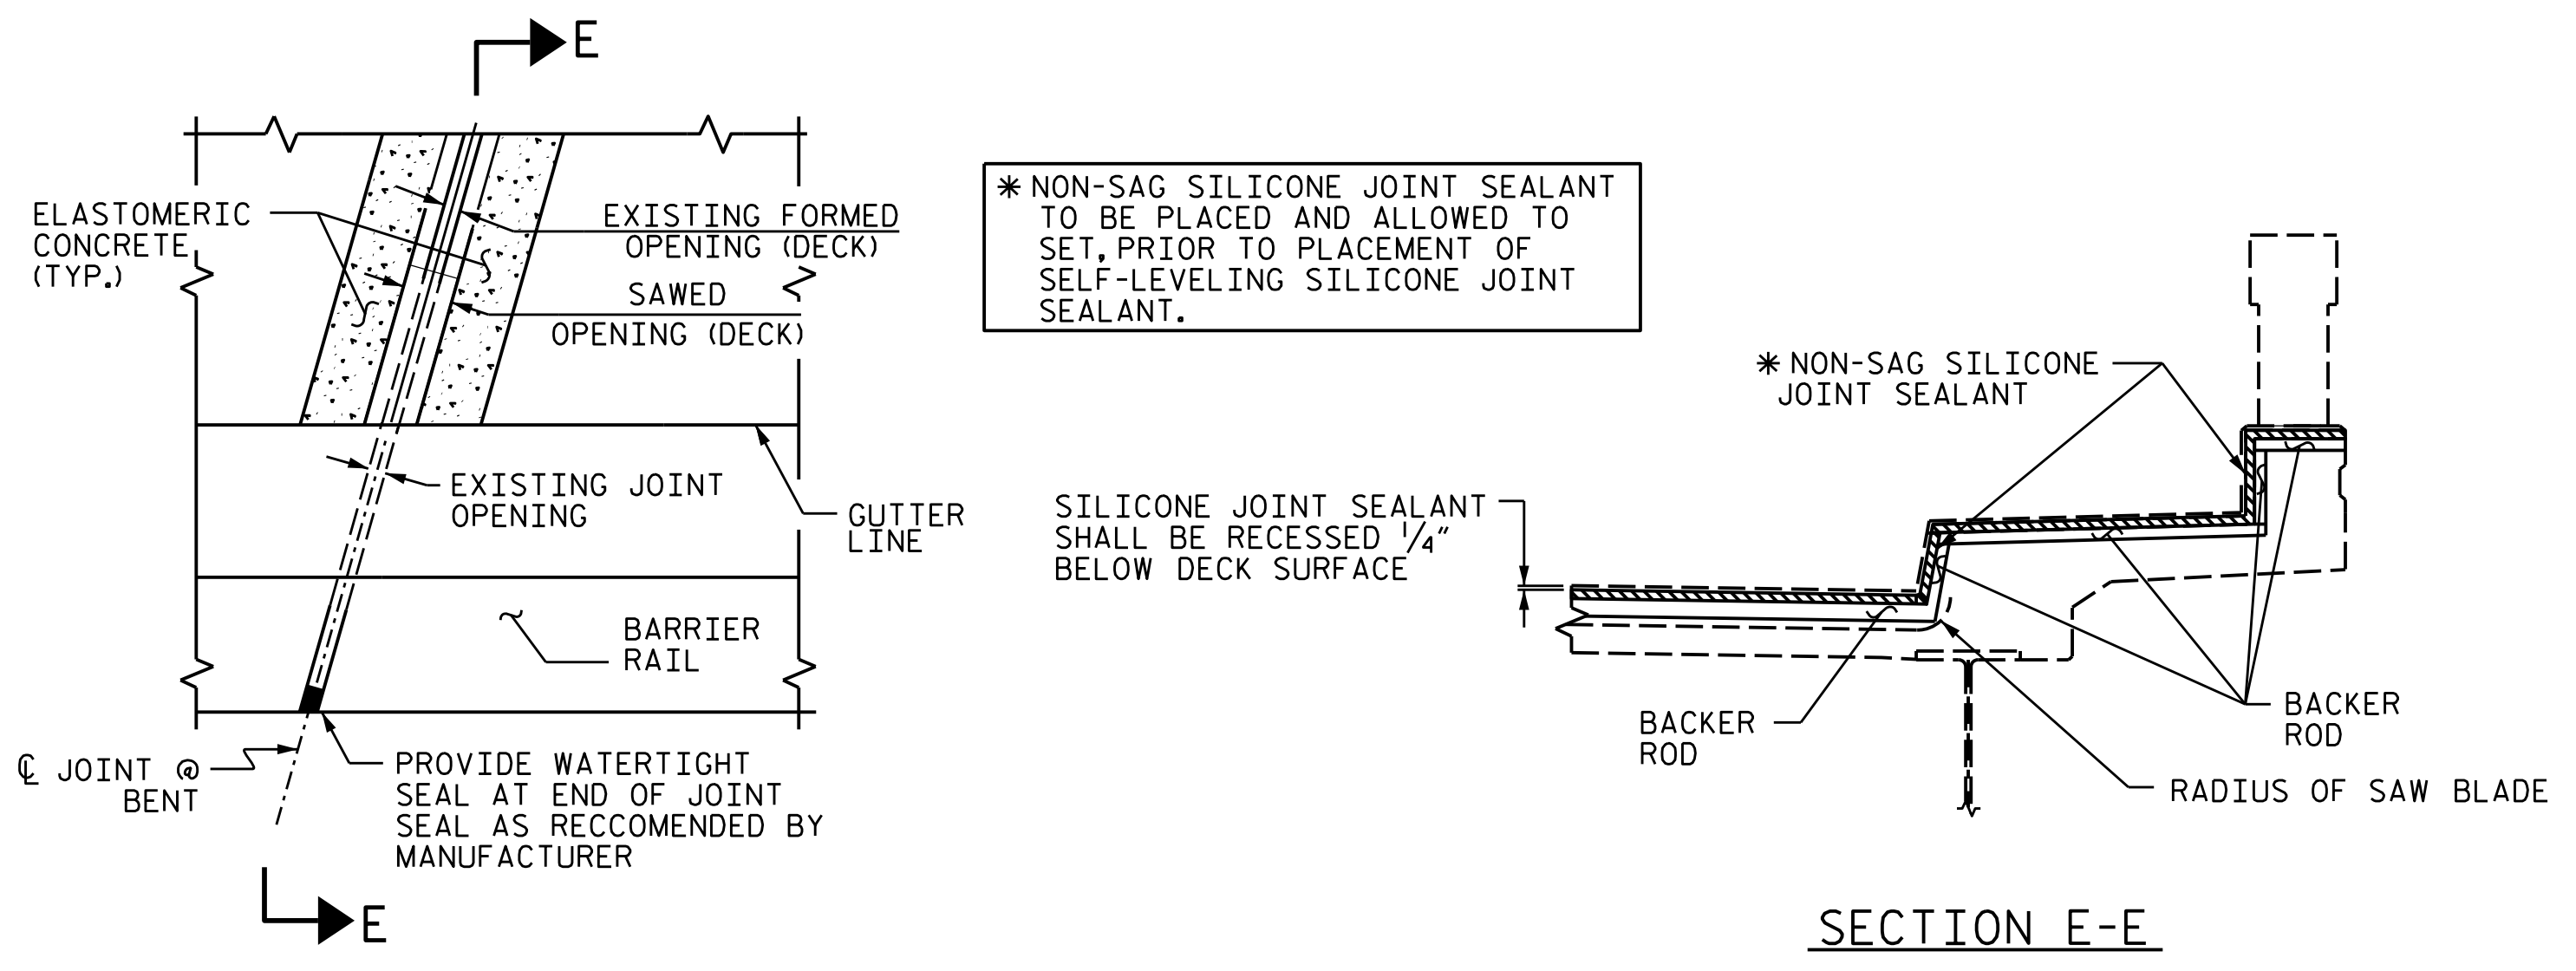 E
ELASTOMERIC
CONCRETE
(TYP.)
EXISTING FORMED
OPENING (DECK)
SAWED
OPENING (DECK)
EXISTING JOINT
OPENING
GUTTER
LINE
BARRIER
RAIL
℄ JOINT @
BENT
PROVIDE WATERTIGHT
SEAL AT END OF JOINT
SEAL AS RECCOMENDED BY
MANUFACTURER
E
* NON-SAG SILICONE JOINT SEALANT
TO BE PLACED AND ALLOWED TO
SET, PRIOR TO PLACEMENT OF
SELF-LEVELING SILICONE JOINT
SEALANT.
* NON-SAG SILICONE
JOINT SEALANT
SILICONE JOINT SEALANT
SHALL BE RECESSED 1/4"
BELOW DECK SURFACE
BACKER
ROD
BACKER
ROD
RADIUS OF SAW BLADE
SECTION E-E